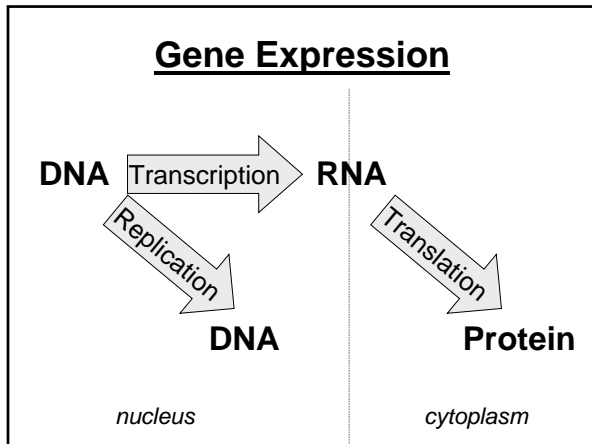 Gene Expression
DNA Transcription RNA
Replication Translation
DNA Protein
nucleus cytoplasm